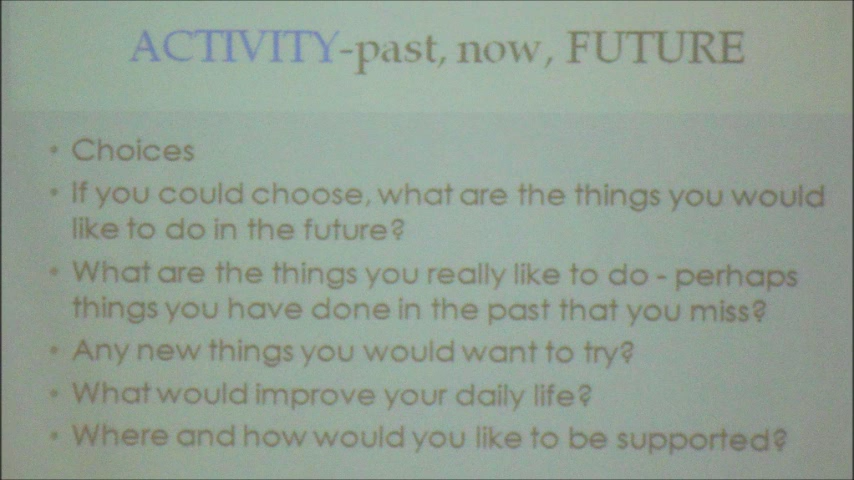 ACTIVITY-past, now, FUTURE
• Choices
• If you could choose, what are the things you would
like to do in the future?
• What are the things you really like to do - perhaps
things you have done in the past that you miss?
• Any new things you would want to try?
• What would improve your daily life?
• Where and how would you like to be supported?